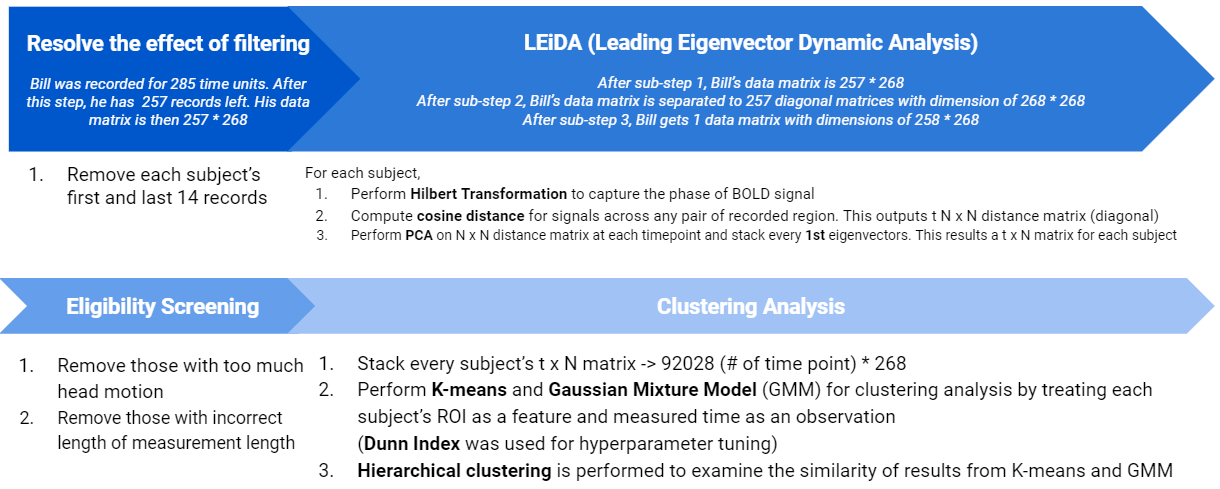 Resolve the effect of filtering
Bill was recorded for 285 time units. After
this step, he has 257 records left. His data
matrix is then 257 * 268
LEiDA (Leading Eigenvector Dynamic Analysis)
After sub-step 1, Bill's data matrix is 257 * 268
After sub-step 2, Bill's data matrix is separated to 257 diagonal matrices with dimension of 268 * 268
After sub-step 3, Bill gets 1 data matrix with dimensions of 258 * 268
1. Remove each subject's
first and last 14 records
For each subject,
1. Perform Hilbert Transformation to capture the phase of BOLD signal
2. Compute cosine distance for signals across any pair of recorded region. This outputs t N x N distance matrix (diagonal)
3. Perform PCA on N x N distance matrix at each timepoint and stack every 1st eigenvectors. This results a t x N matrix for each subject
Eligibility Screening
Clustering Analysis
1. Remove those with too much
head motion
2. Remove those with incorrect
length of measurement length
1. Stack every subject's t x N matrix -> 92028 (# of time point) * 268
2. Perform K-means and Gaussian Mixture Model (GMM) for clustering analysis by treating each
subject's ROI as a feature and measured time as an observation
(Dunn Index was used for hyperparameter tuning)
3. Hierarchical clustering is performed to examine the similarity of results from K-means and GMM